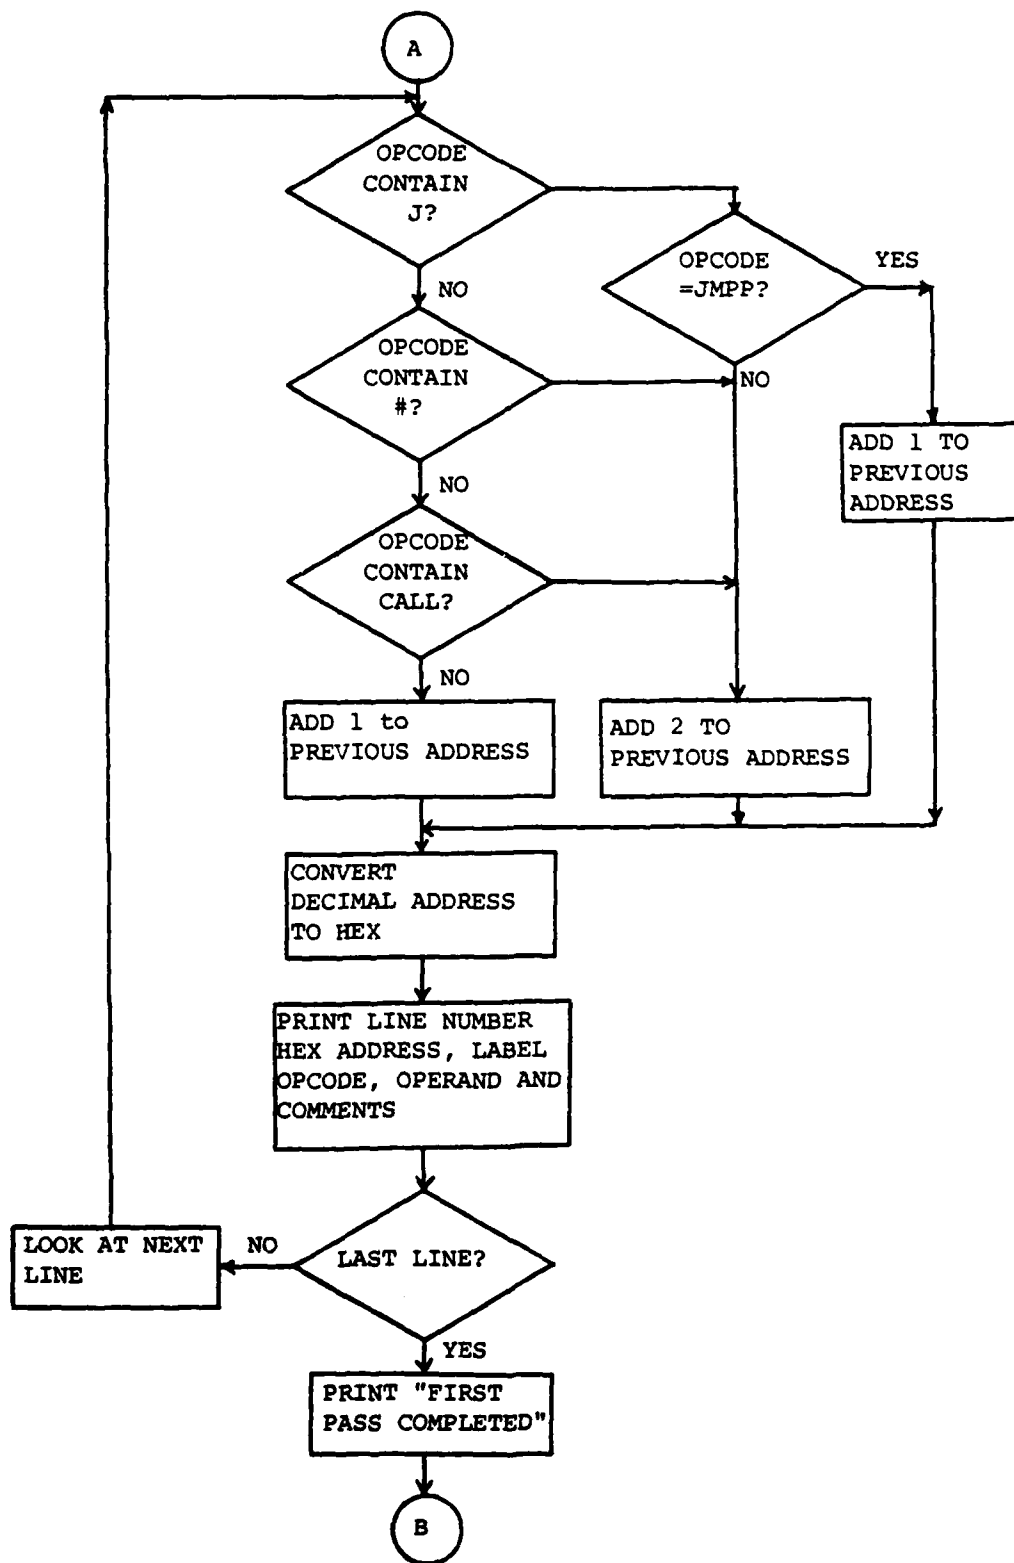 A
OPCODE
CONTAIN
J?
NO
OPCODE
=JMPP?
YES
NO
OPCODE
CONTAIN
#?
NO
ADD 1 TO
PREVIOUS
ADDRESS
OPCODE
CONTAIN
CALL?
NO
ADD 1 to
PREVIOUS ADDRESS
ADD 2 TO
PREVIOUS ADDRESS
CONVERT
DECIMAL ADDRESS
TO HEX
PRINT LINE NUMBER
HEX ADDRESS, LABEL
OPCODE, OPERAND AND
COMMENTS
LAST LINE?
NO
LOOK AT NEXT
LINE
YES
PRINT "FIRST
PASS COMPLETED"
B